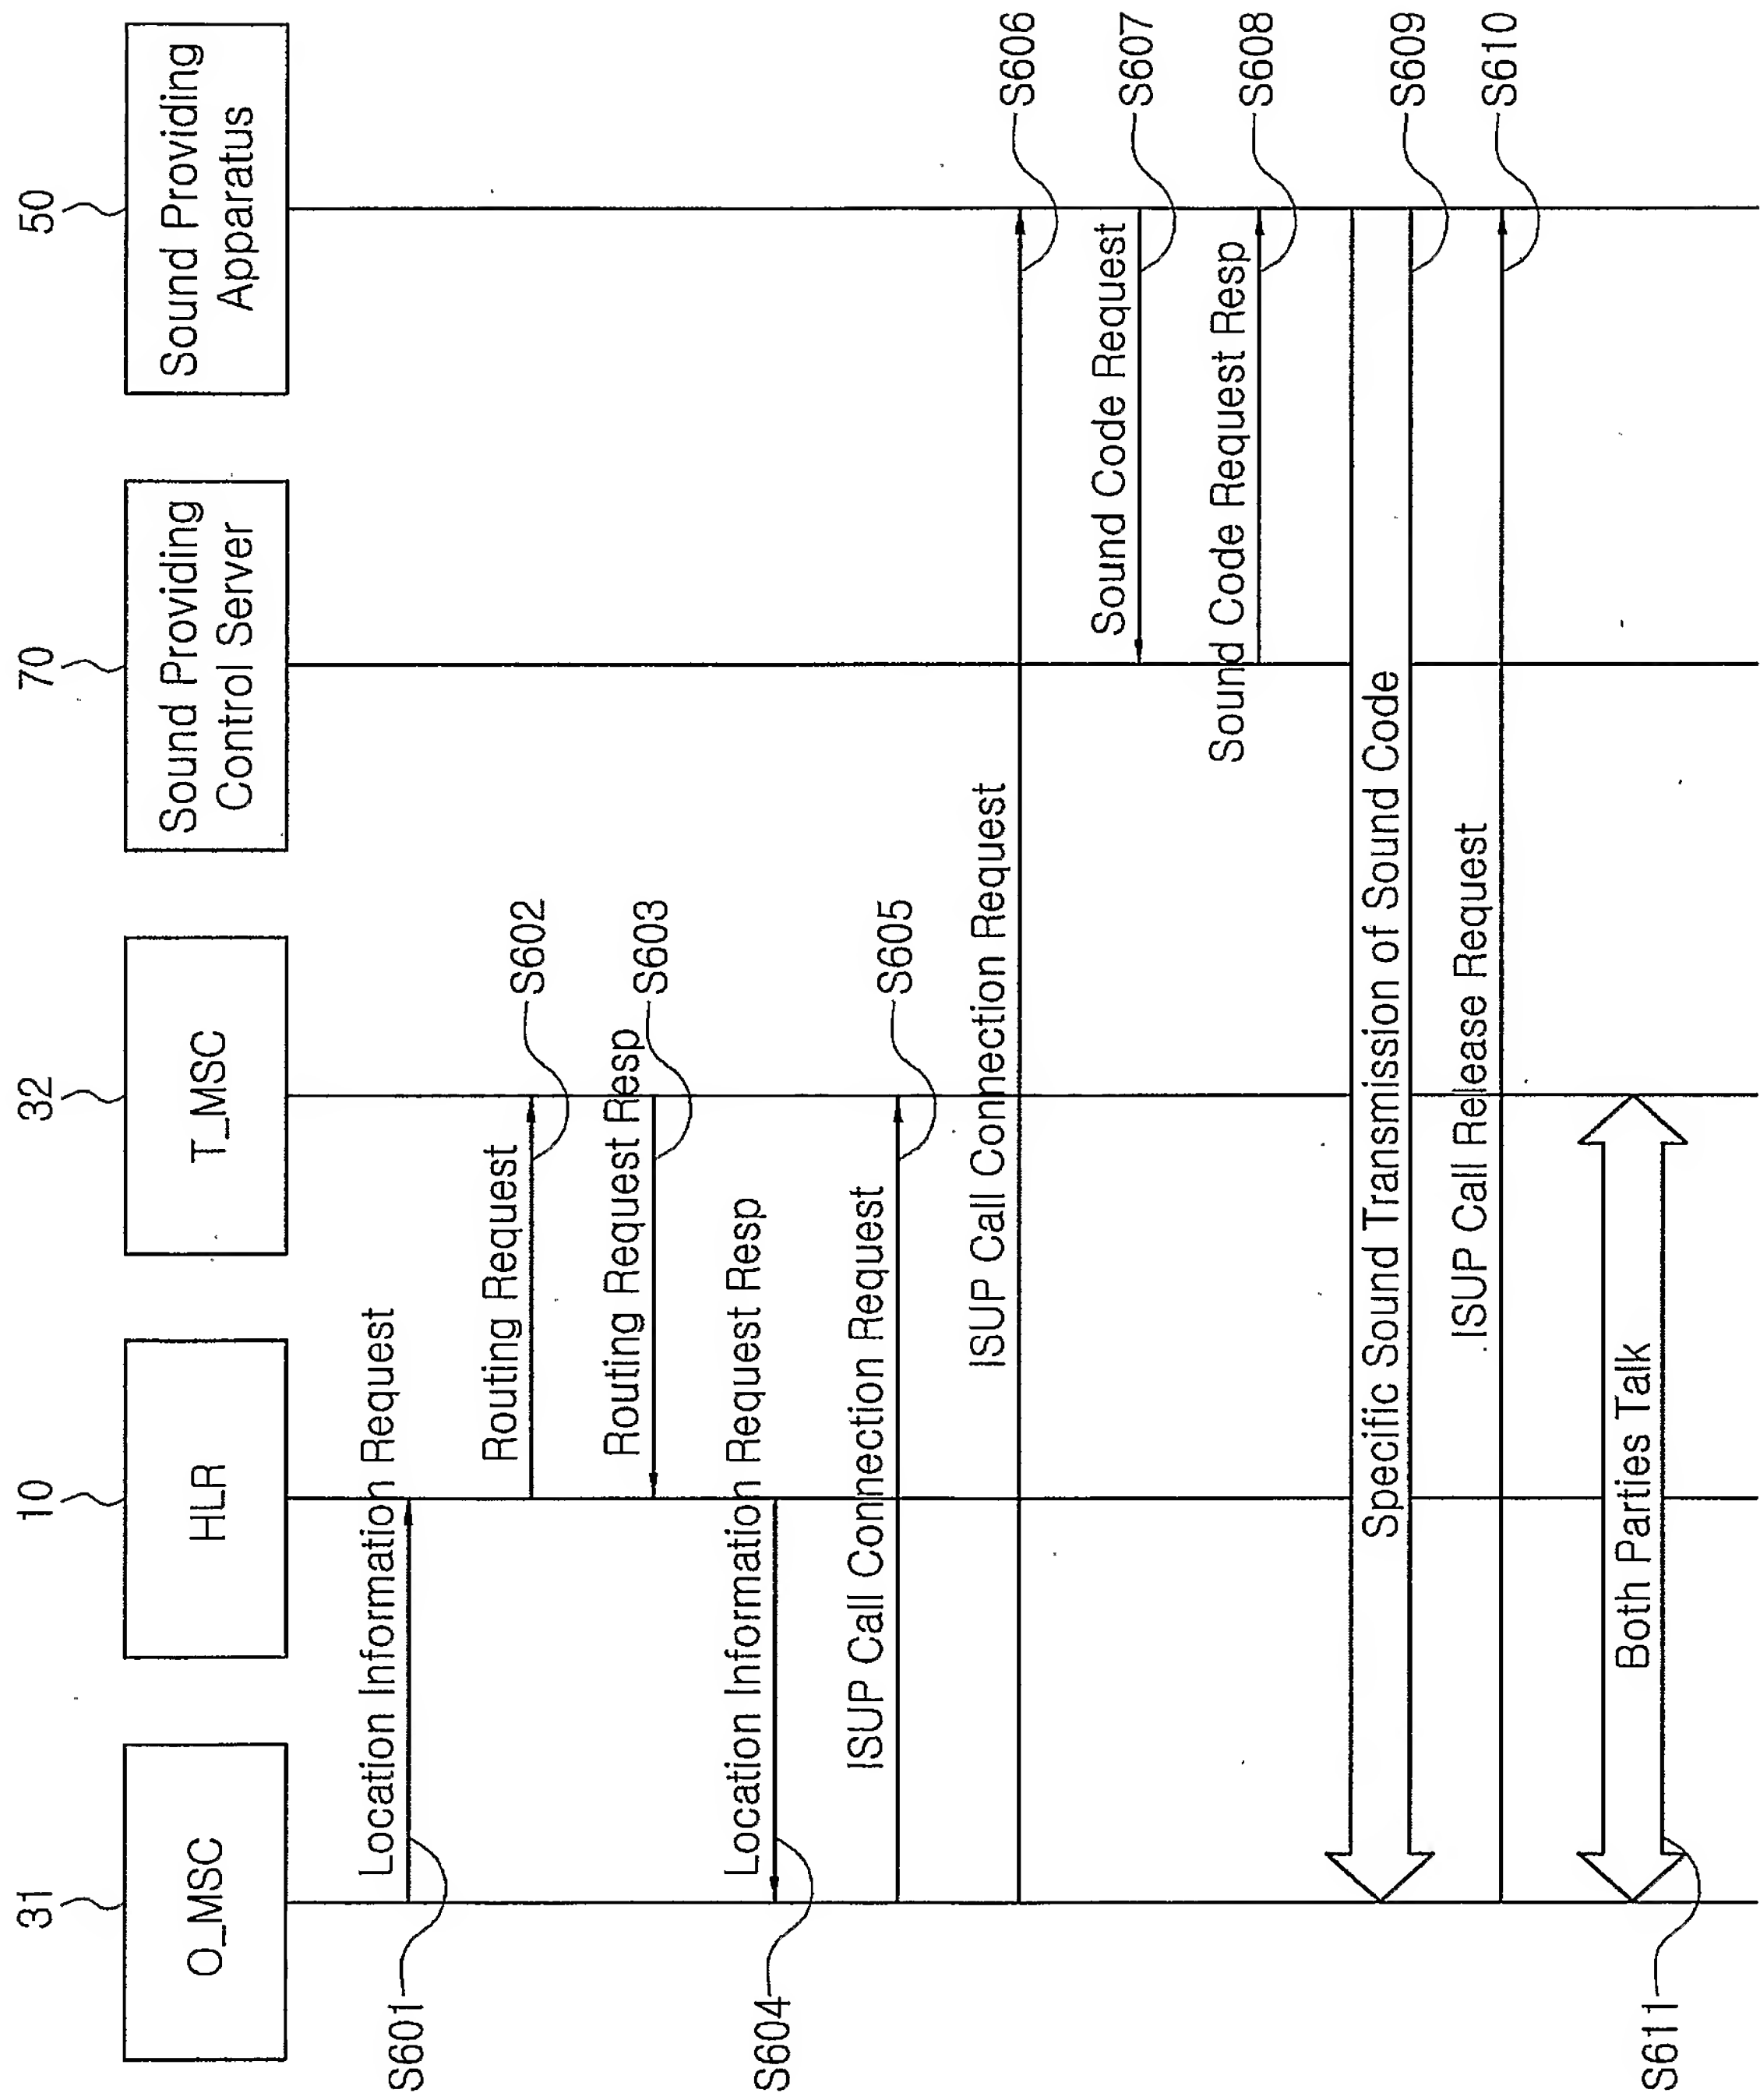 31
10
32
70
50
O_MSC
HLR
T_MSC
Sound Providing
Control Server
Sound Providing
Apparatus
Location Information Request
S601
Routing Request
S602
Routing Request Resp
S603
Location Information Request Resp
S604
ISUP Call Connection Request
S605
ISUP Call Connection Request
S606
Sound Code Request
S607
Sound Code Request Resp
S608
Specific Sound Transmission of Sound Code
S609
ISUP Call Release Request
S610
Both Parties Talk
S611